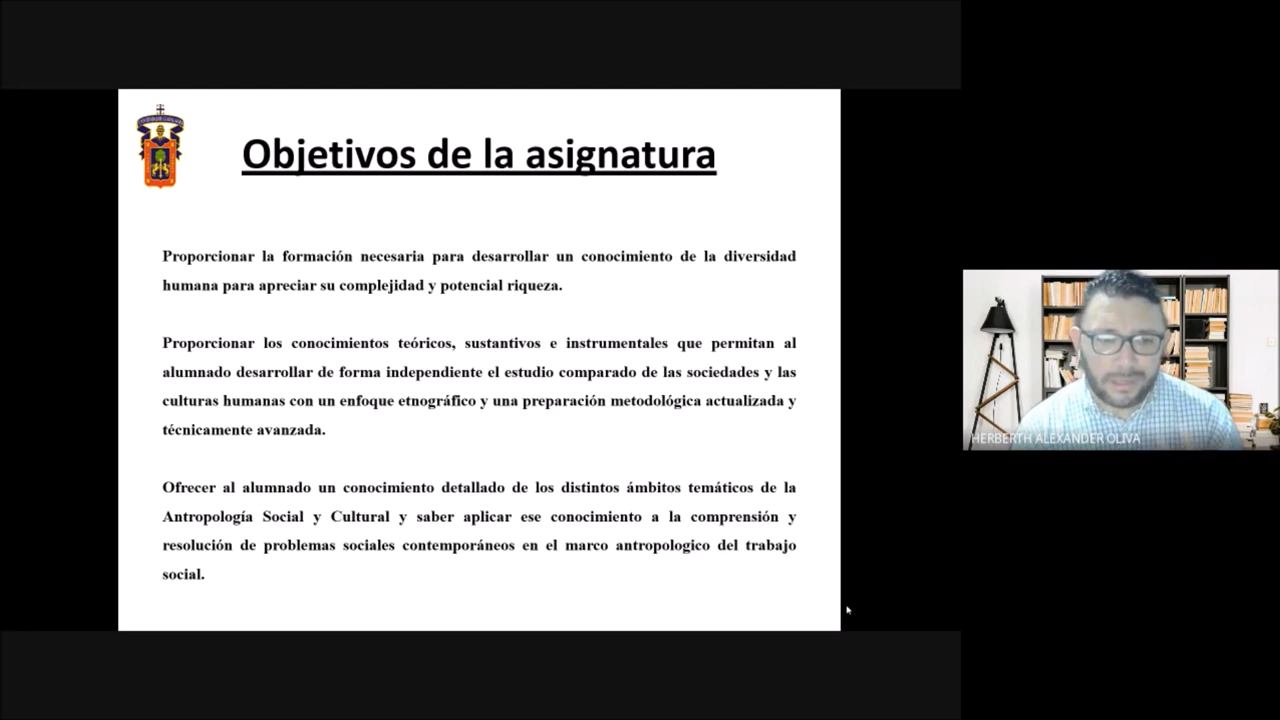 Objetivos de la asignatura
Proporcionar la formación necesaria para desarrollar un conocimiento de la diversidad
humana para apreciar su complejidad y potencial riqueza.
Proporcionar los conocimientos teóricos, sustantivos e instrumentales que permitan al
alumnado desarrollar de forma independiente el estudio comparado de las sociedades y las
culturas humanas con un enfoque etnográfico y una preparación metodológica actualizada y
técnicamente avanzada.
Ofrecer al alumnado un conocimiento detallado de los distintos ámbitos temáticos de la
Antropología Social y Cultural y saber aplicar ese conocimiento a la comprensión y
resolución de problemas sociales contemporáneos en el marco antropologico del trabajo
social.
HERBERTH ALEXANDER OLIVA